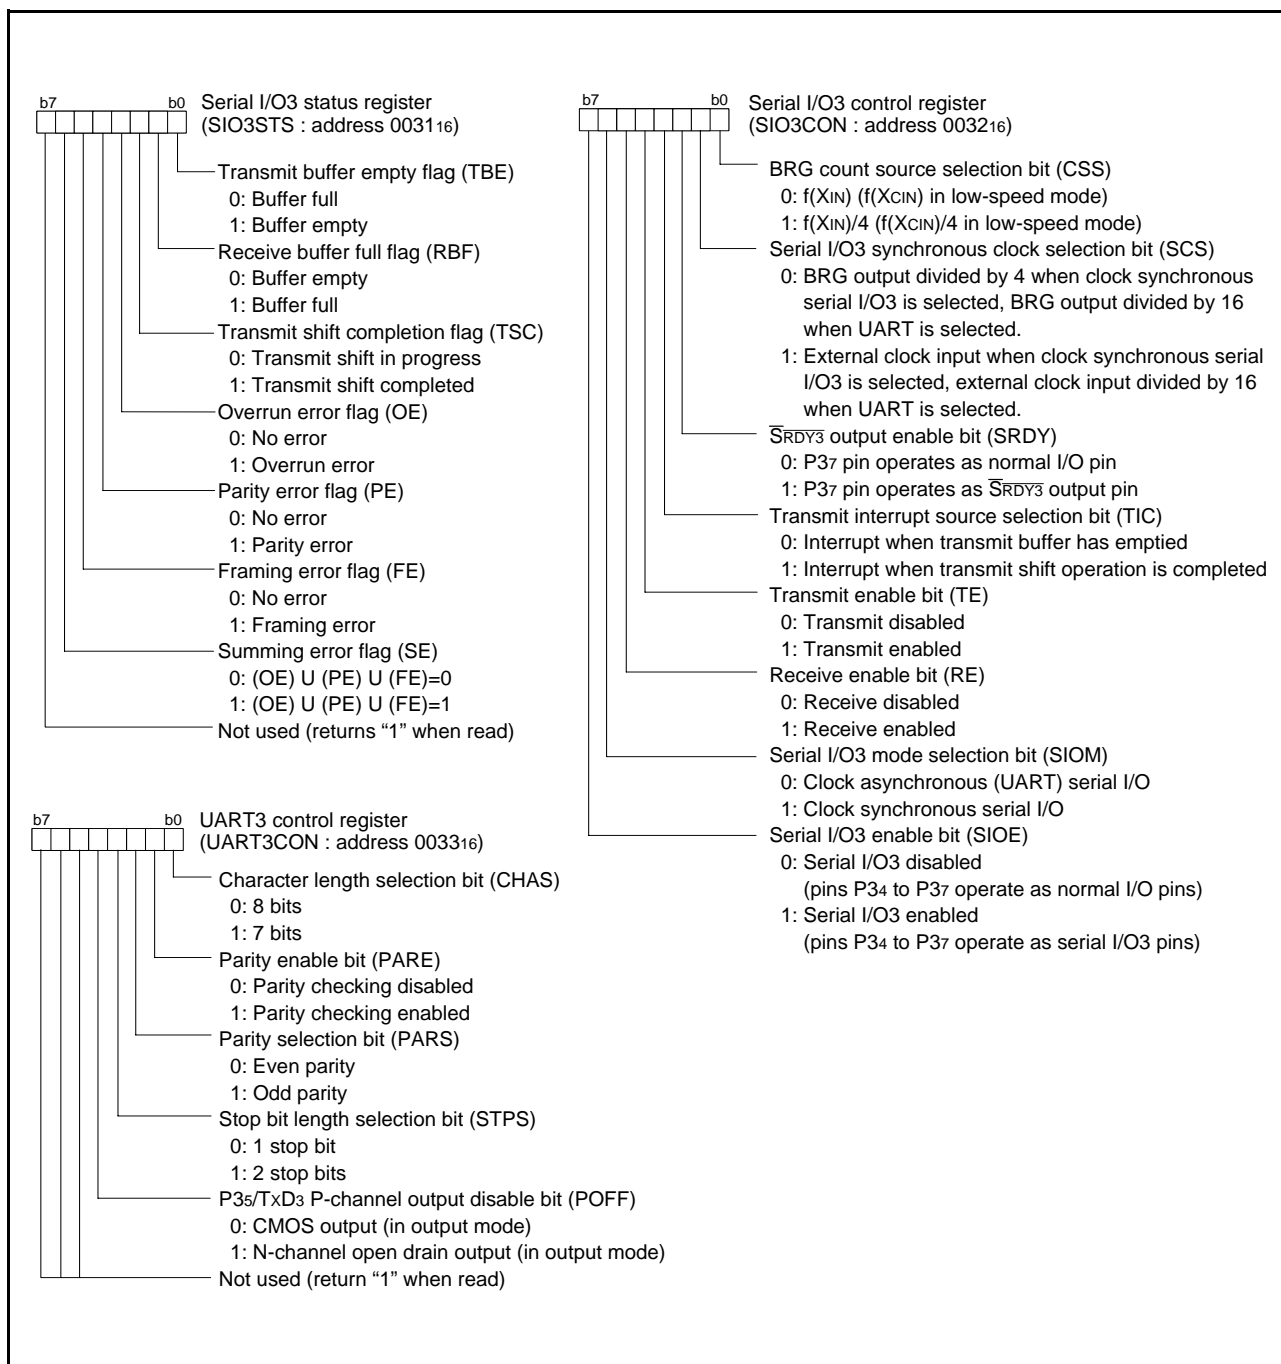 b7 b0 Serial I/O3 status register
(SIO3STS : address 003116)
Transmit buffer empty flag (TBE)
0: Buffer full
1: Buffer empty
Receive buffer full flag (RBF)
0: Buffer empty
1: Buffer full
Transmit shift completion flag (TSC)
0: Transmit shift in progress
1: Transmit shift completed
Overrun error flag (OE)
0: No error
1: Overrun error
Parity error flag (PE)
0: No error
1: Parity error
Framing error flag (FE)
0: No error
1: Framing error
Summing error flag (SE)
0: (OE) U (PE) U (FE)=0
1: (OE) U (PE) U (FE)=1
Not used (returns “1” when read)
b7 b0 UART3 control register
(UART3CON : address 003316)
Character length selection bit (CHAS)
0: 8 bits
1: 7 bits
Parity enable bit (PARE)
0: Parity checking disabled
1: Parity checking enabled
Parity selection bit (PARS)
0: Even parity
1: Odd parity
Stop bit length selection bit (STPS)
0: 1 stop bit
1: 2 stop bits
P35/TXD3 P-channel output disable bit (POFF)
0: CMOS output (in output mode)
1: N-channel open drain output (in output mode)
Not used (return “1” when read)
b7 b0 Serial I/O3 control register
(SIO3CON : address 003216)
BRG count source selection bit (CSS)
0: f(XIN) (f(XCIN) in low-speed mode)
1: f(XIN)/4 (f(XCIN)/4 in low-speed mode)
Serial I/O3 synchronous clock selection bit (SCS)
0: BRG output divided by 4 when clock synchronous
serial I/O3 is selected, BRG output divided by 16
when UART is selected.
1: External clock input when clock synchronous serial
I/O3 is selected, external clock input divided by 16
when UART is selected.
SRDY3 output enable bit (SRDY)
0: P37 pin operates as normal I/O pin
1: P37 pin operates as SRDY3 output pin
Transmit interrupt source selection bit (TIC)
0: Interrupt when transmit buffer has emptied
1: Interrupt when transmit shift operation is completed
Transmit enable bit (TE)
0: Transmit disabled
1: Transmit enabled
Receive enable bit (RE)
0: Receive disabled
1: Receive enabled
Serial I/O3 mode selection bit (SIOM)
0: Clock asynchronous (UART) serial I/O
1: Clock synchronous serial I/O
Serial I/O3 enable bit (SIOE)
0: Serial I/O3 disabled
(pins P34 to P37 operate as normal I/O pins)
1: Serial I/O3 enabled
(pins P34 to P37 operate as serial I/O3 pins)